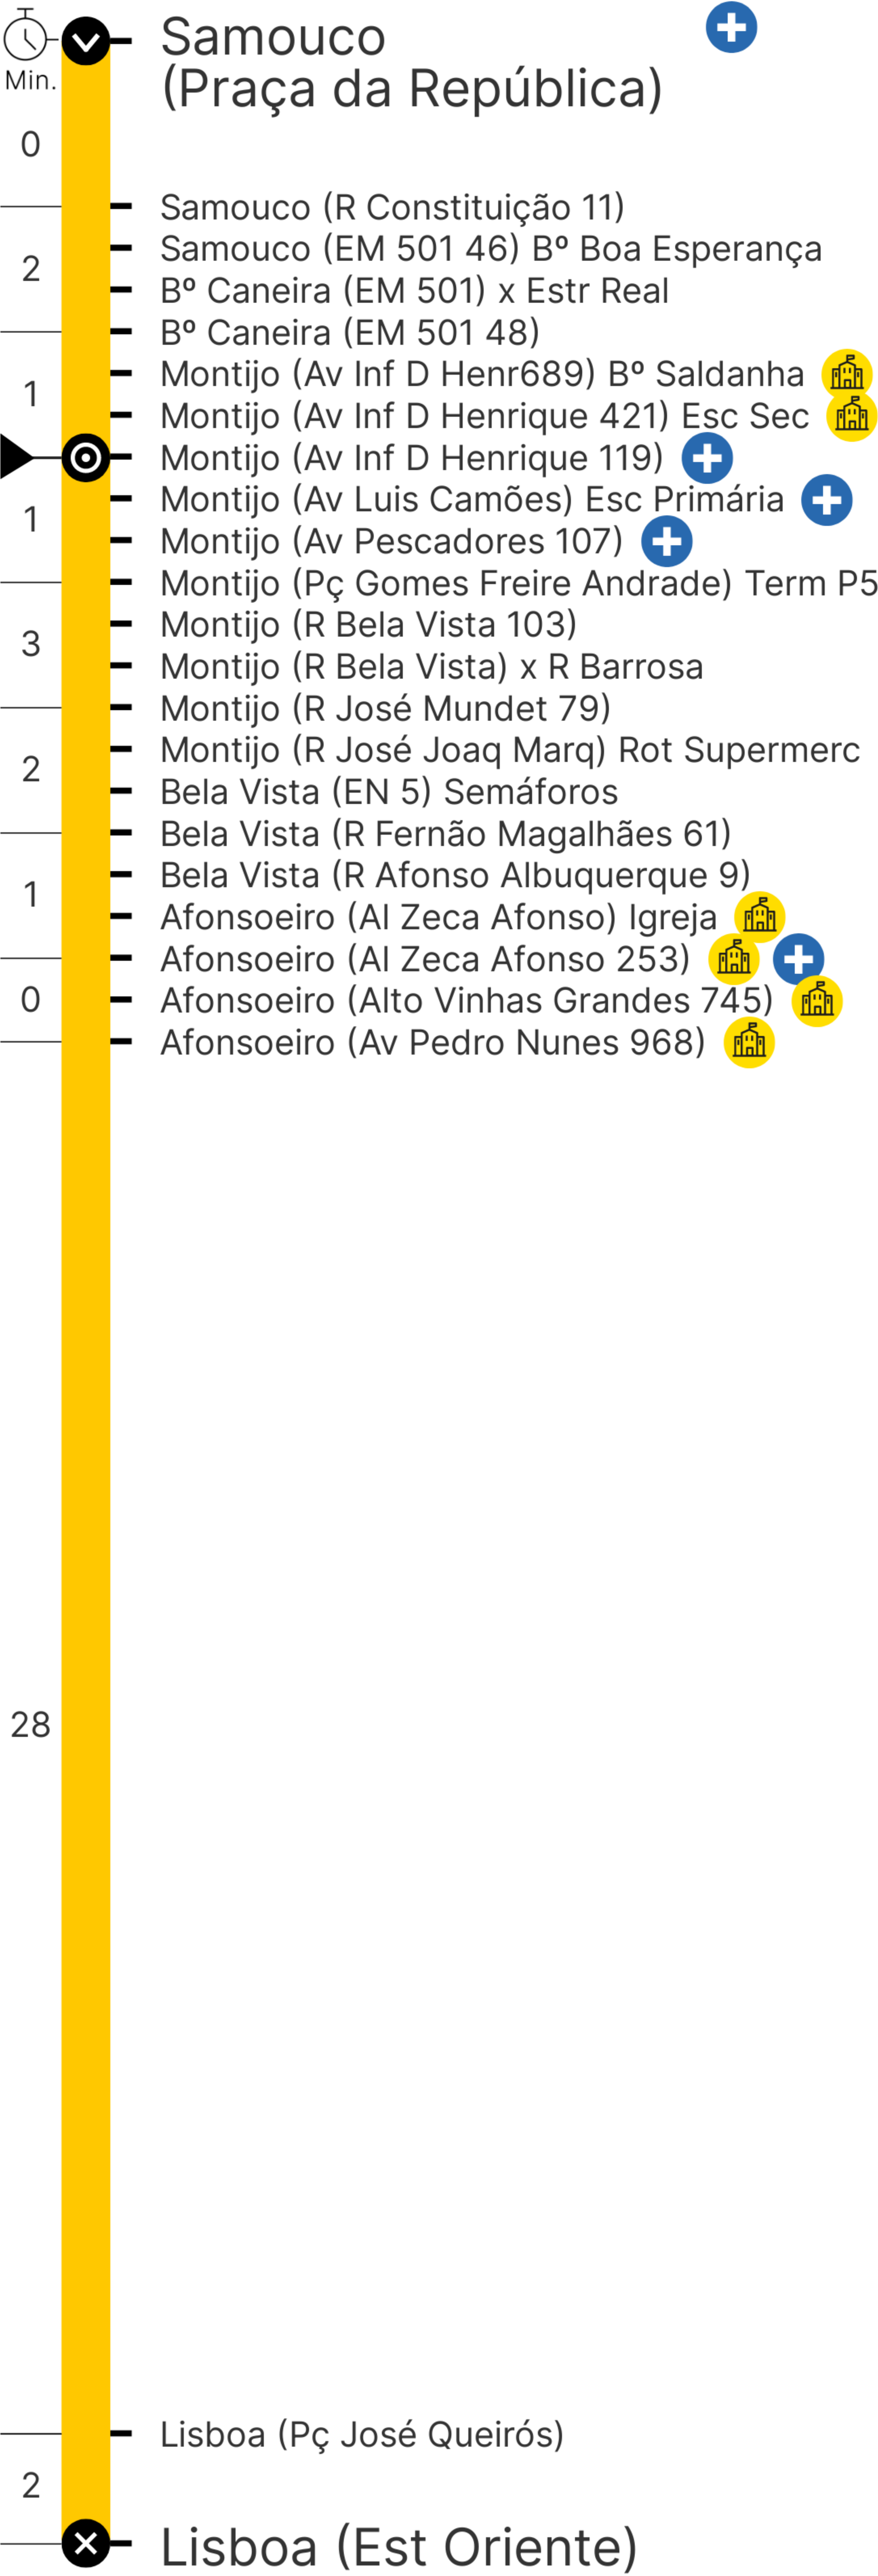 Samouco
(Praça da República)
Min.
0
Samouco (R Constituição 11)
Samouco (EM 501 46) Bº Boa Esperança
2
Bº Caneira (EM 501) x Estr Real
Bº Caneira (EM 501 48)
Montijo (Av Inf D Henr689) Bº Saldanha
1
Montijo (Av Inf D Henrique 421) Esc Sec
Montijo (Av Inf D Henrique 119)
Montijo (Av Luis Camões) Esc Primária
1
Montijo (Av Pescadores 107)
Montijo (Pç Gomes Freire Andrade) Term P5
Montijo (R Bela Vista 103)
3
Montijo (R Bela Vista) x R Barrosa
Montijo (R José Mundet 79)
Montijo (R José Joaq Marq) Rot Supermerc
2
Bela Vista (EN 5) Semáforos
Bela Vista (R Fernão Magalhães 61)
Bela Vista (R Afonso Albuquerque 9)
1
Afonsoeiro (Al Zeca Afonso) Igreja
Afonsoeiro (Al Zeca Afonso 253)
0
Afonsoeiro (Alto Vinhas Grandes 745)
Afonsoeiro (Av Pedro Nunes 968)
28
Lisboa (Pç José Queirós)
2
Lisboa (Est Oriente)